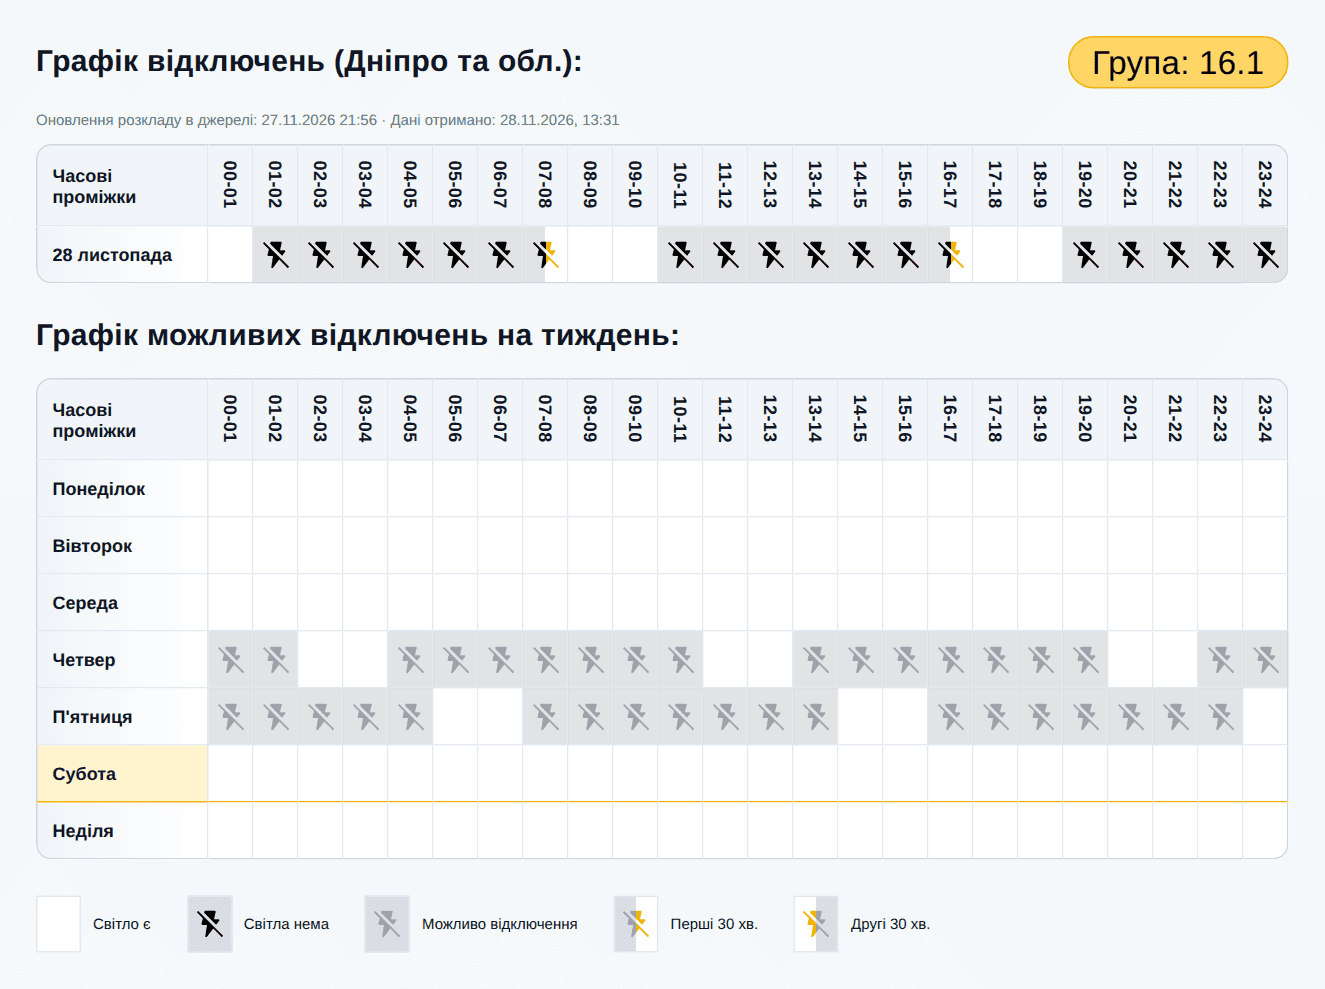 Графік відключень (Дніпро та обл.):
Група: 16.1
Оновлення розкладу в джерелі: 27.11.2026 21:56 · Дані отримано: 28.11.2026, 13:31
Часові
проміжки
00-01 01-02 02-03 03-04 04-05 05-06 06-07 07-08 08-09 09-10 10-11 11-12 12-13 13-14 14-15 15-16 16-17 17-18 18-19 19-20 20-21 21-22 22-23 23-24
28 листопада
Графік можливих відключень на тиждень:
Часові
проміжки
00-01 01-02 02-03 03-04 04-05 05-06 06-07 07-08 08-09 09-10 10-11 11-12 12-13 13-14 14-15 15-16 16-17 17-18 18-19 19-20 20-21 21-22 22-23 23-24
Понеділок
Вівторок
Середа
Четвер
П'ятниця
Субота
Неділя
Світло є Світла нема Можливо відключення Перші 30 хв. Другі 30 хв.